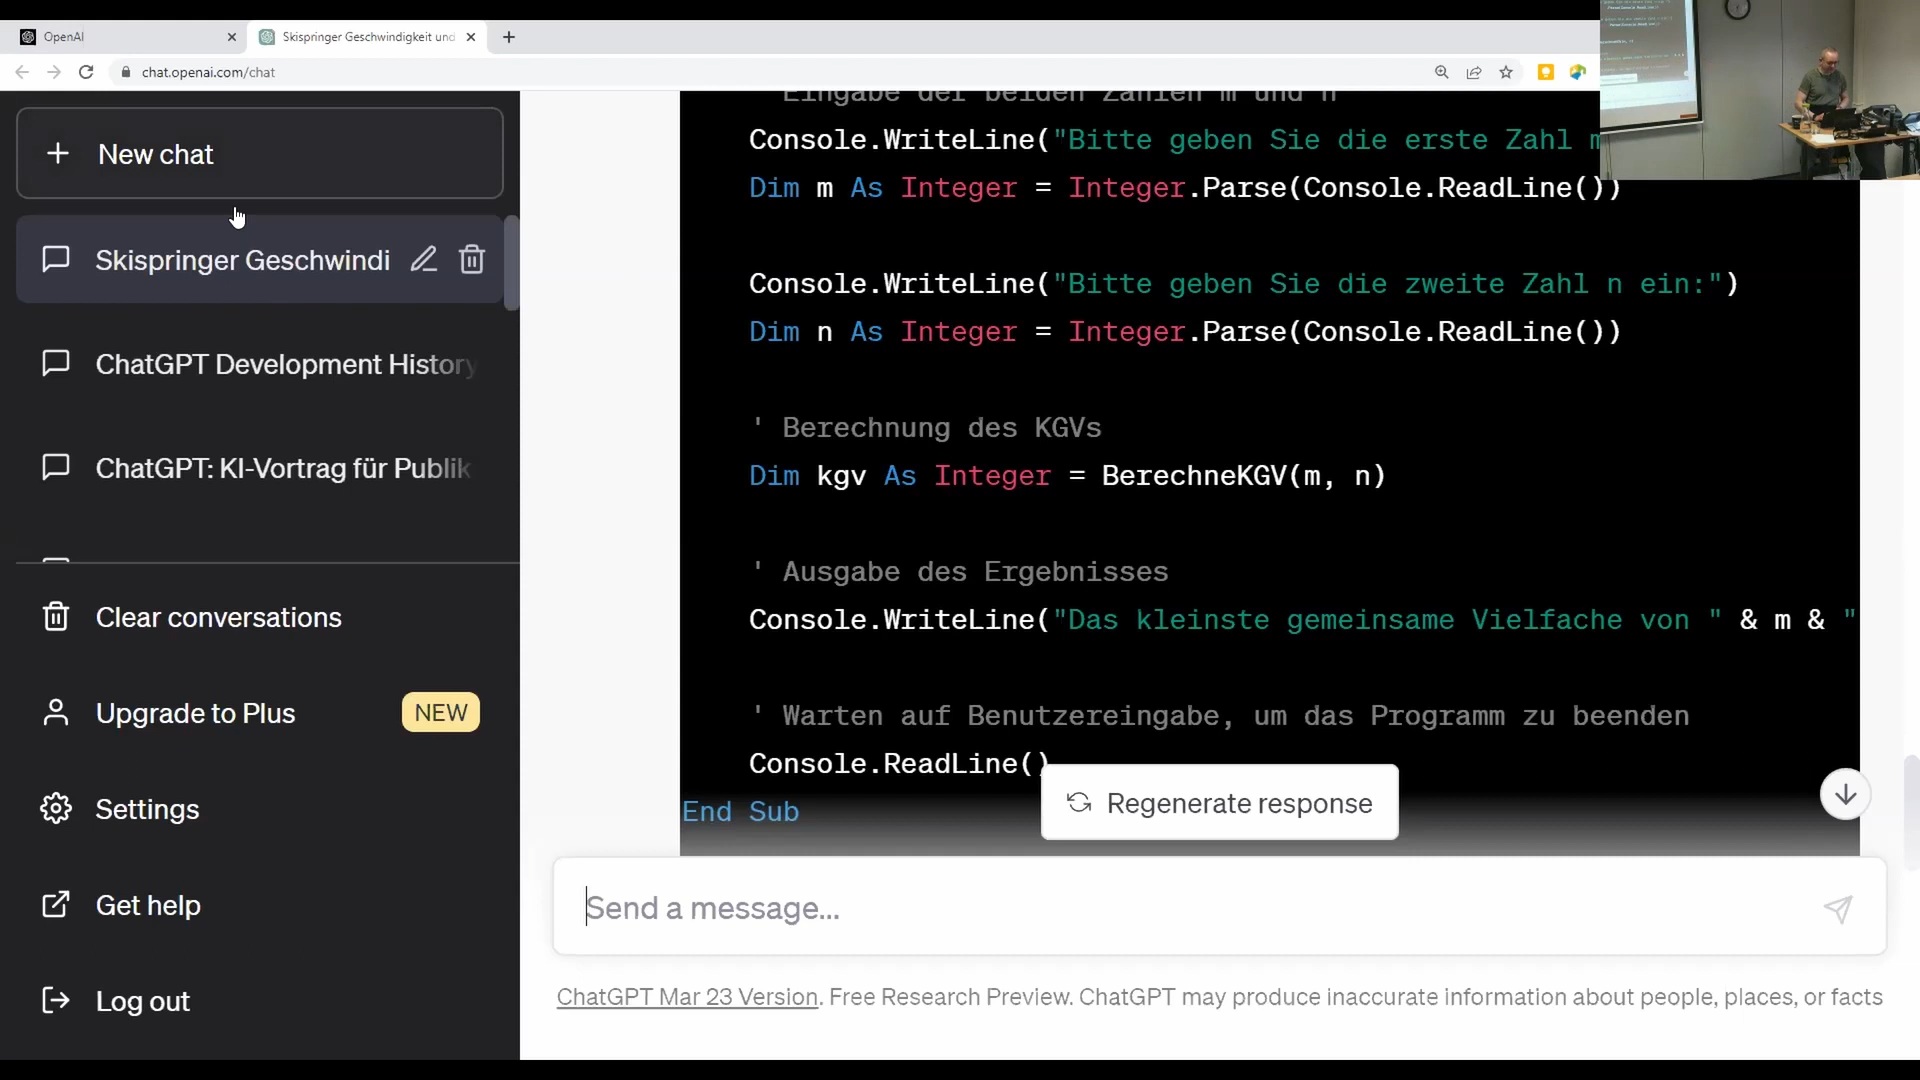 OpenAI
Skispringer Geschwindigkeit und
chat.openai.com/chat
New chat
Skispringer Geschwindi
ChatGPT Development History
ChatGPT: KI-Vortrag für Publik
Clear conversations
Upgrade to Plus
NEW
Settings
Get help
Log out
Eingabe der beiden Zahlen m und n
Console.WriteLine("Bitte geben Sie die erste Zahl m
Dim m As Integer = Integer.Parse(Console.ReadLine())
Console.WriteLine("Bitte geben Sie die zweite Zahl n ein:")
Dim n As Integer = Integer.Parse(Console.ReadLine())
' Berechnung des KGVs
Dim kgv As Integer = BerechneKGV(m, n)
' Ausgabe des Ergebnisses
Console.WriteLine("Das kleinste gemeinsame Vielfache von " & m & "
' Warten auf Benutzereingabe, um das Programm zu beenden
Console.ReadLine()
End Sub
Regenerate response
Send a message...
ChatGPT Mar 23 Version. Free Research Preview. ChatGPT may produce inaccurate information about people, places, or facts